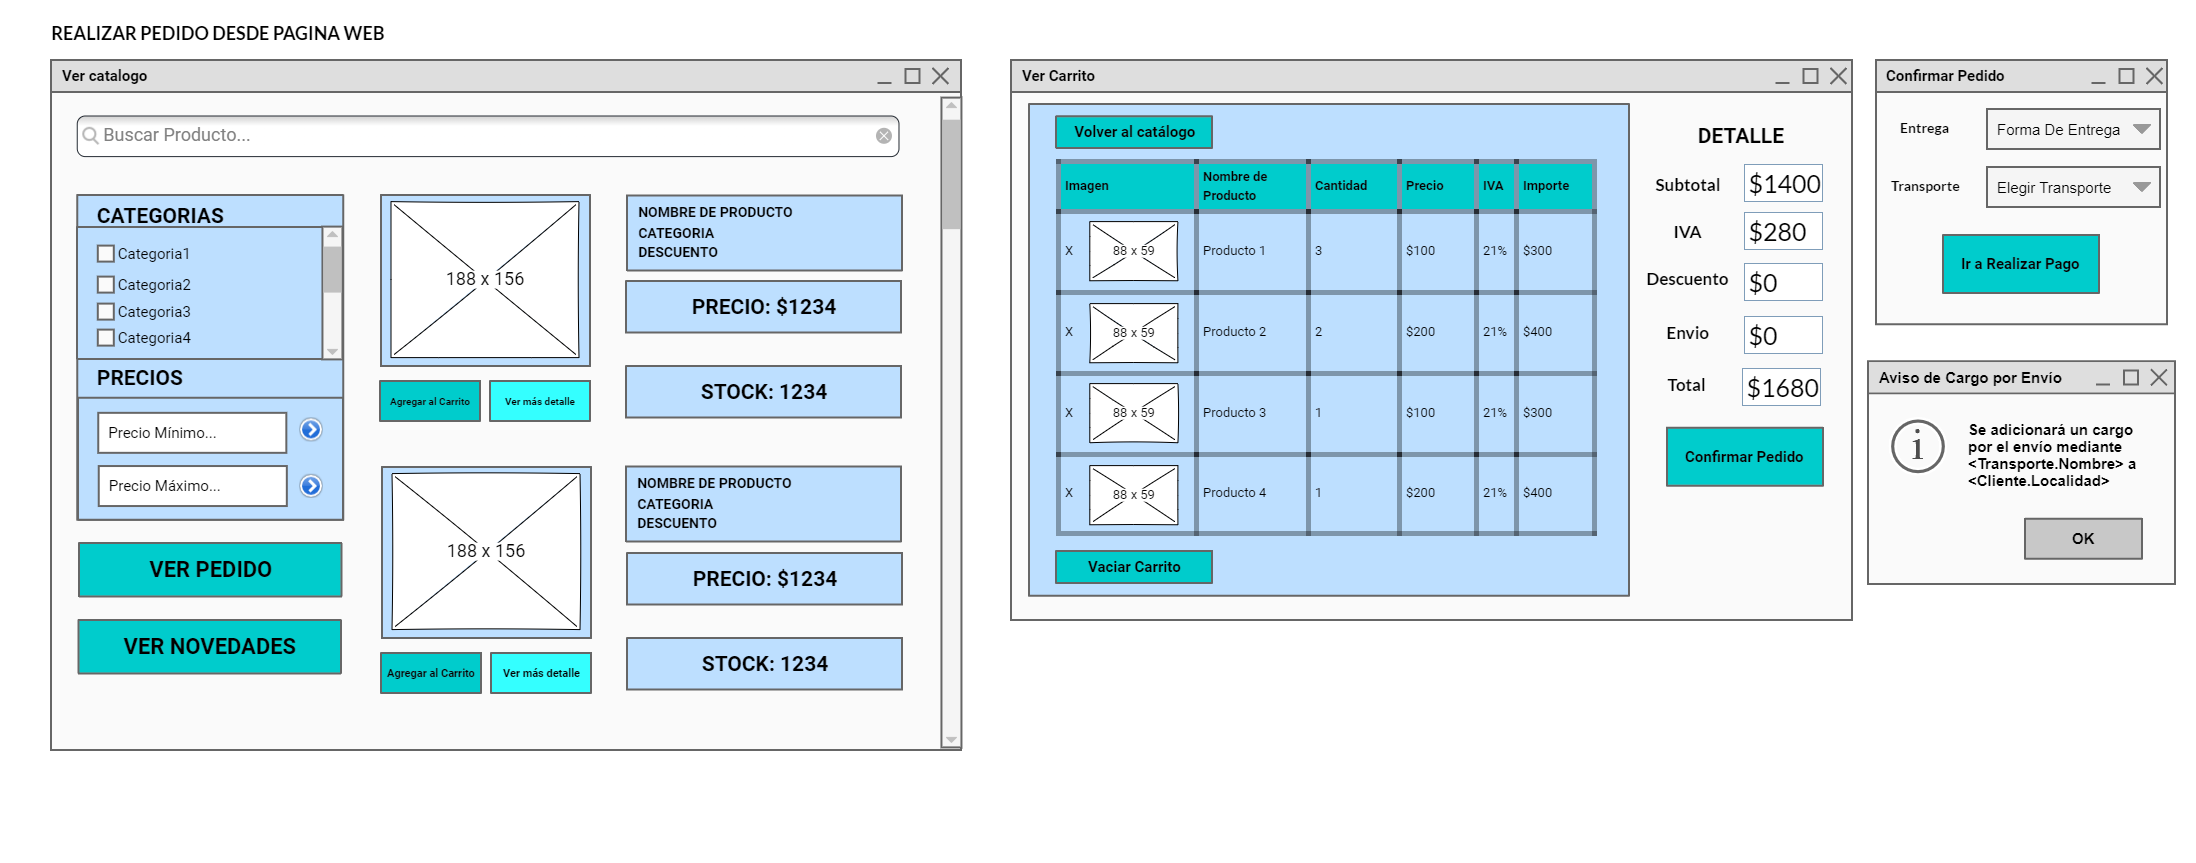 REALIZAR PEDIDO DESDE PAGINA WEB
Ver catalogo
Buscar Producto...
CATEGORIAS
Categoria1
Categoria2
Categoria3
Categoria4
PRECIOS
Precio Mínimo...
Precio Máximo...
VER PEDIDO
VER NOVEDADES
188 x 156
Agregar al Carrito
Ver más detalle
NOMBRE DE PRODUCTO
CATEGORIA
DESCUENTO
PRECIO: $1234
STOCK: 1234
188 x 156
Agregar al Carrito
Ver más detalle
NOMBRE DE PRODUCTO
CATEGORIA
DESCUENTO
PRECIO: $1234
STOCK: 1234
Ver Carrito
Volver al catálogo
Imagen Nombre de Producto Cantidad Precio IVA Importe
X 88 x 59 Producto 1 3 $100 21% $300
X 88 x 59 Producto 2 2 $200 21% $400
X 88 x 59 Producto 3 1 $100 21% $300
X 88 x 59 Producto 4 1 $200 21% $400
Vaciar Carrito
DETALLE
Subtotal $1400
IVA $280
Descuento $0
Envio $0
Total $1680
Confirmar Pedido
Confirmar Pedido
Entrega Forma De Entrega
Transporte Elegir Transporte
Ir a Realizar Pago
Aviso de Cargo por Envío
i
Se adicionará un cargo
por el envío mediante
<Transporte.Nombre> a
<Cliente.Localidad>
OK